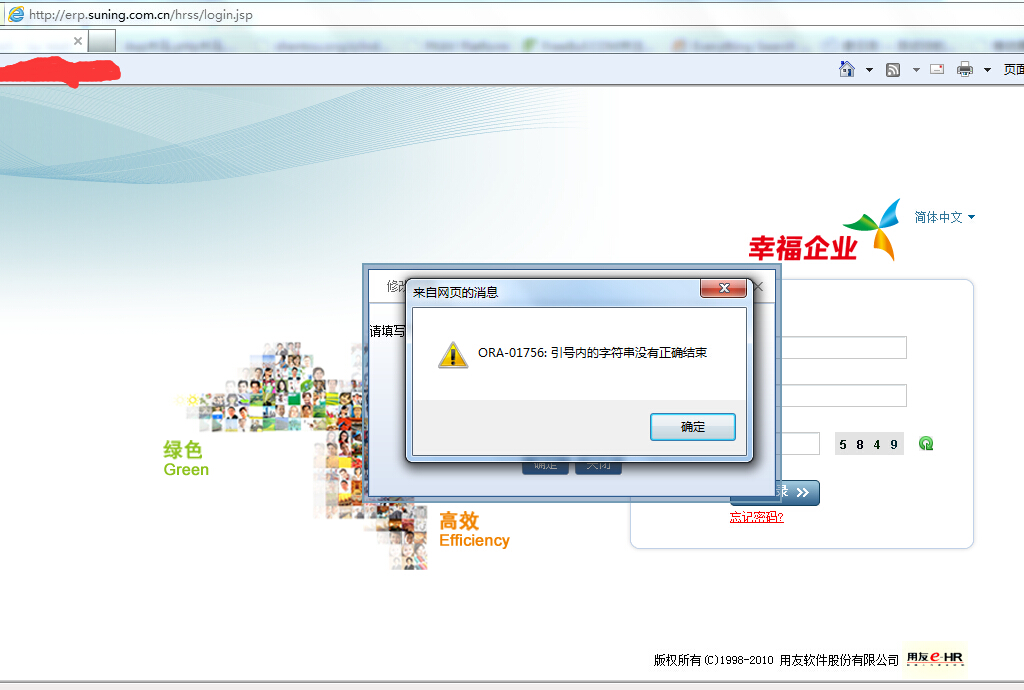 http://erp.suning.com.cn/hrss/login.jsp
页面
简体中文
幸福企业
修改
来自网页的消息
请填写
ORA-01756: 引号内的字符串没有正确结束
确定
5 8 4 9
绿色
Green
确定
关闭
录
忘记密码?
高效
Efficiency
版权所有(C)1998-2010 用友软件股份有限公司
用友 e-HR